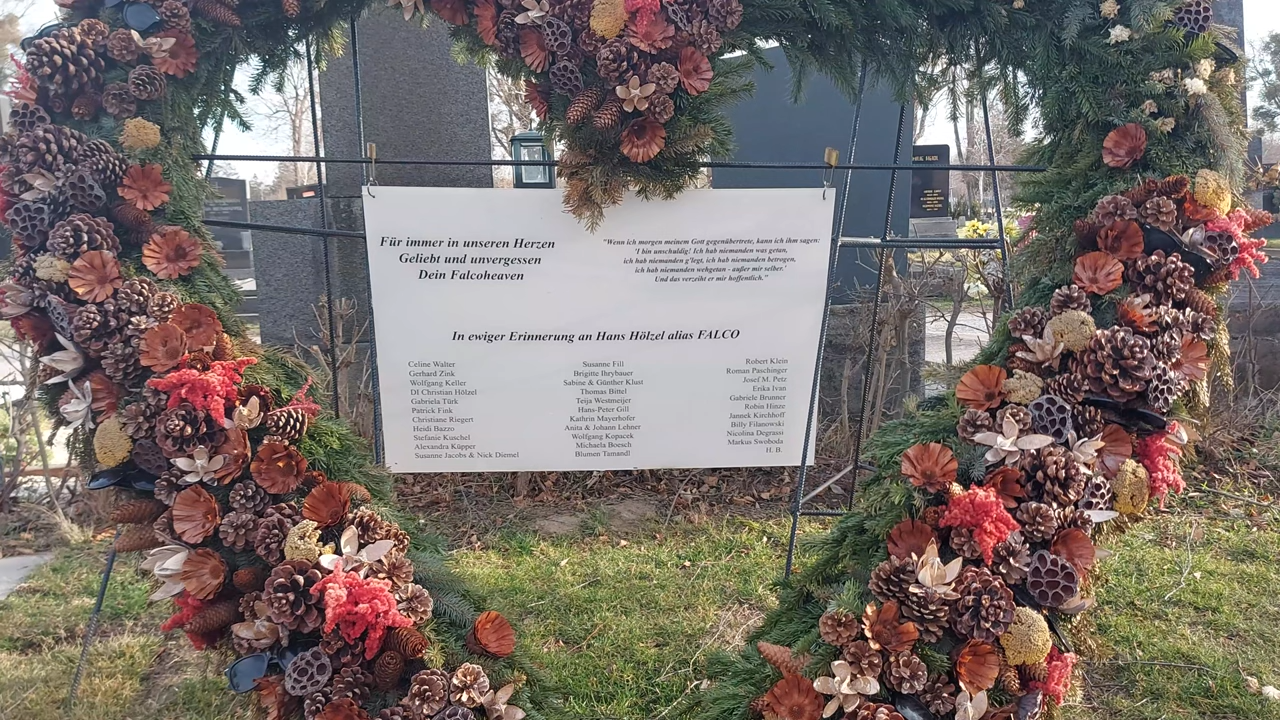 Für immer in unseren Herzen
Geliebt und unvergessen
Dein Falcoheaven
"Wenn ich morgen meinem Gott gegenübertrete, kann ich ihm sagen:
'I bin unschuldig! Ich hab niemanden was getan,
ich hab niemanden g'legt, ich hab niemanden betrogen,
ich hab niemanden wehgetan - außer mir selber.'
Und das verzeiht er mir hoffentlich."
In ewiger Erinnerung an Hans Hölzel alias FALCO
Celine Walter
Gerhard Zink
Wolfgang Keller
DI Christian Hölzel
Gabriela Türk
Patrick Fink
Christiane Riegert
Heidi Bazzo
Stefanie Kuschel
Alexandra Küpper
Susanne Jacobs & Nick Diemel
Susanne Fill
Brigitte Ihrybauer
Sabine & Günther Klust
Thomas Bittel
Teija Westmeijer
Hans-Peter Gill
Kathrin Mayerhofer
Anita & Johann Lehner
Wolfgang Kopacek
Michaela Boesch
Blumen Tamandl
Robert Klein
Roman Paschinger
Josef M. Petz
Erika Ivan
Gabriele Brunner
Robin Hinze
Jannek Kirchhoff
Billy Filanowski
Nicolina Degrassi
Markus Swoboda
H. B.